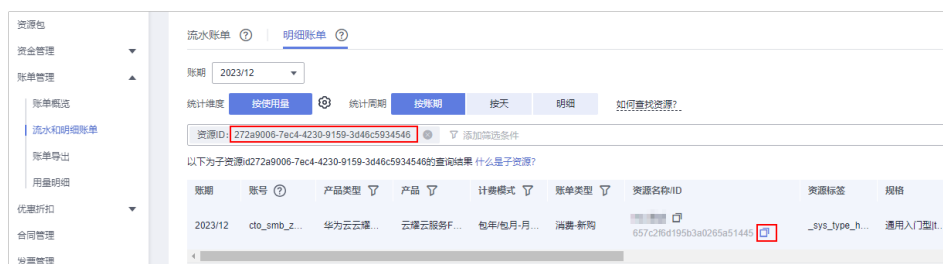 资源包
资金管理
账单管理
账单概览
流水和明细账单
账单导出
用量明细
优惠折扣
合同管理
发票管理
流水账单 ? 明细账单 ?
账期 2023/12
统计维度 按使用量 统计周期 按账期 按天 明细 如何查找资源?
资源ID: 272a9006-7ec4-4230-9159-3d46c5934546 添加筛选条件
以下为子资源id272a9006-7ec4-4230-9159-3d46c5934546的查询结果 什么是子资源?
账期 账号 ? 产品类型 产品 计费模式 账单类型 资源名称/ID 资源标签 规格
2023/12 cto_smb_z... 华为云云耀... 云耀云服务F... 包年/包月-月... 消费-新购 657c2f6d195b3a0265a51445 _sys_type_h... 通用入门型|t...